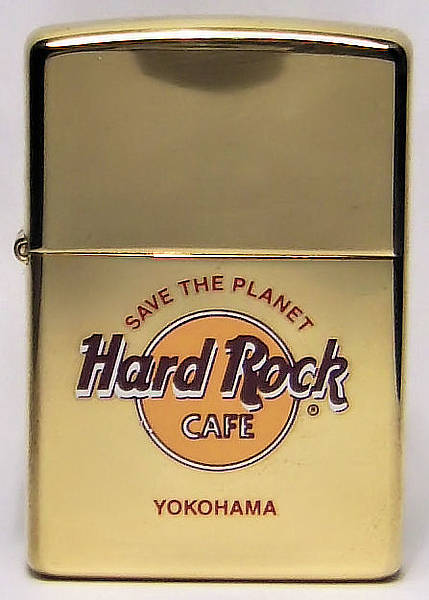 SAVE THE PLANET
Hard Rock
CAFE
®
YOKOHAMA